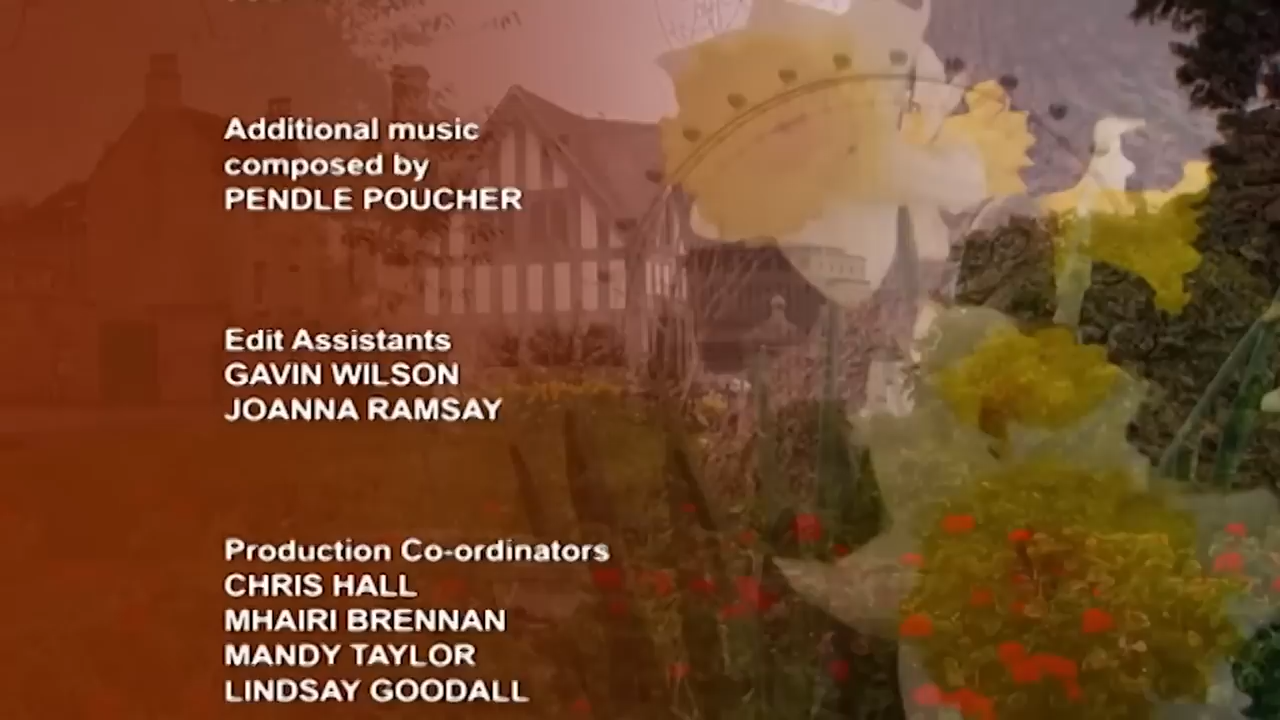 Additional music
composed by
PENDLE POUCHER
Edit Assistants
GAVIN WILSON
JOANNA RAMSAY
Production Co-ordinators
CHRIS HALL
MHAIRI BRENNAN
MANDY TAYLOR
LINDSAY GOODALL